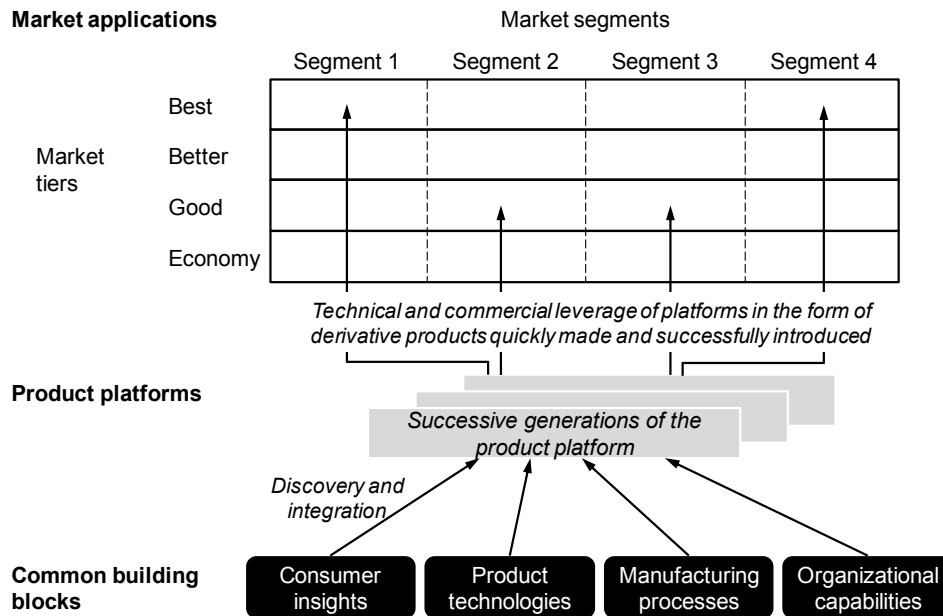 Market applications
Market segments
Segment 1
Segment 2
Segment 3
Segment 4
Best
Market
tiers
Better
Good
Economy
Technical and commercial leverage of platforms in the form of
derivative products quickly made and successfully introduced
Product platforms
Successive generations of the
product platform
Discovery and
integration
Common building
blocks
Consumer
insights
Product
technologies
Manufacturing
processes
Organizational
capabilities